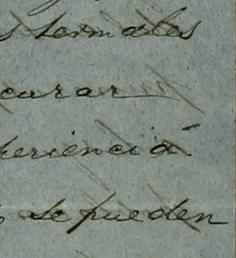 s formales
curar
periencia
se pueden